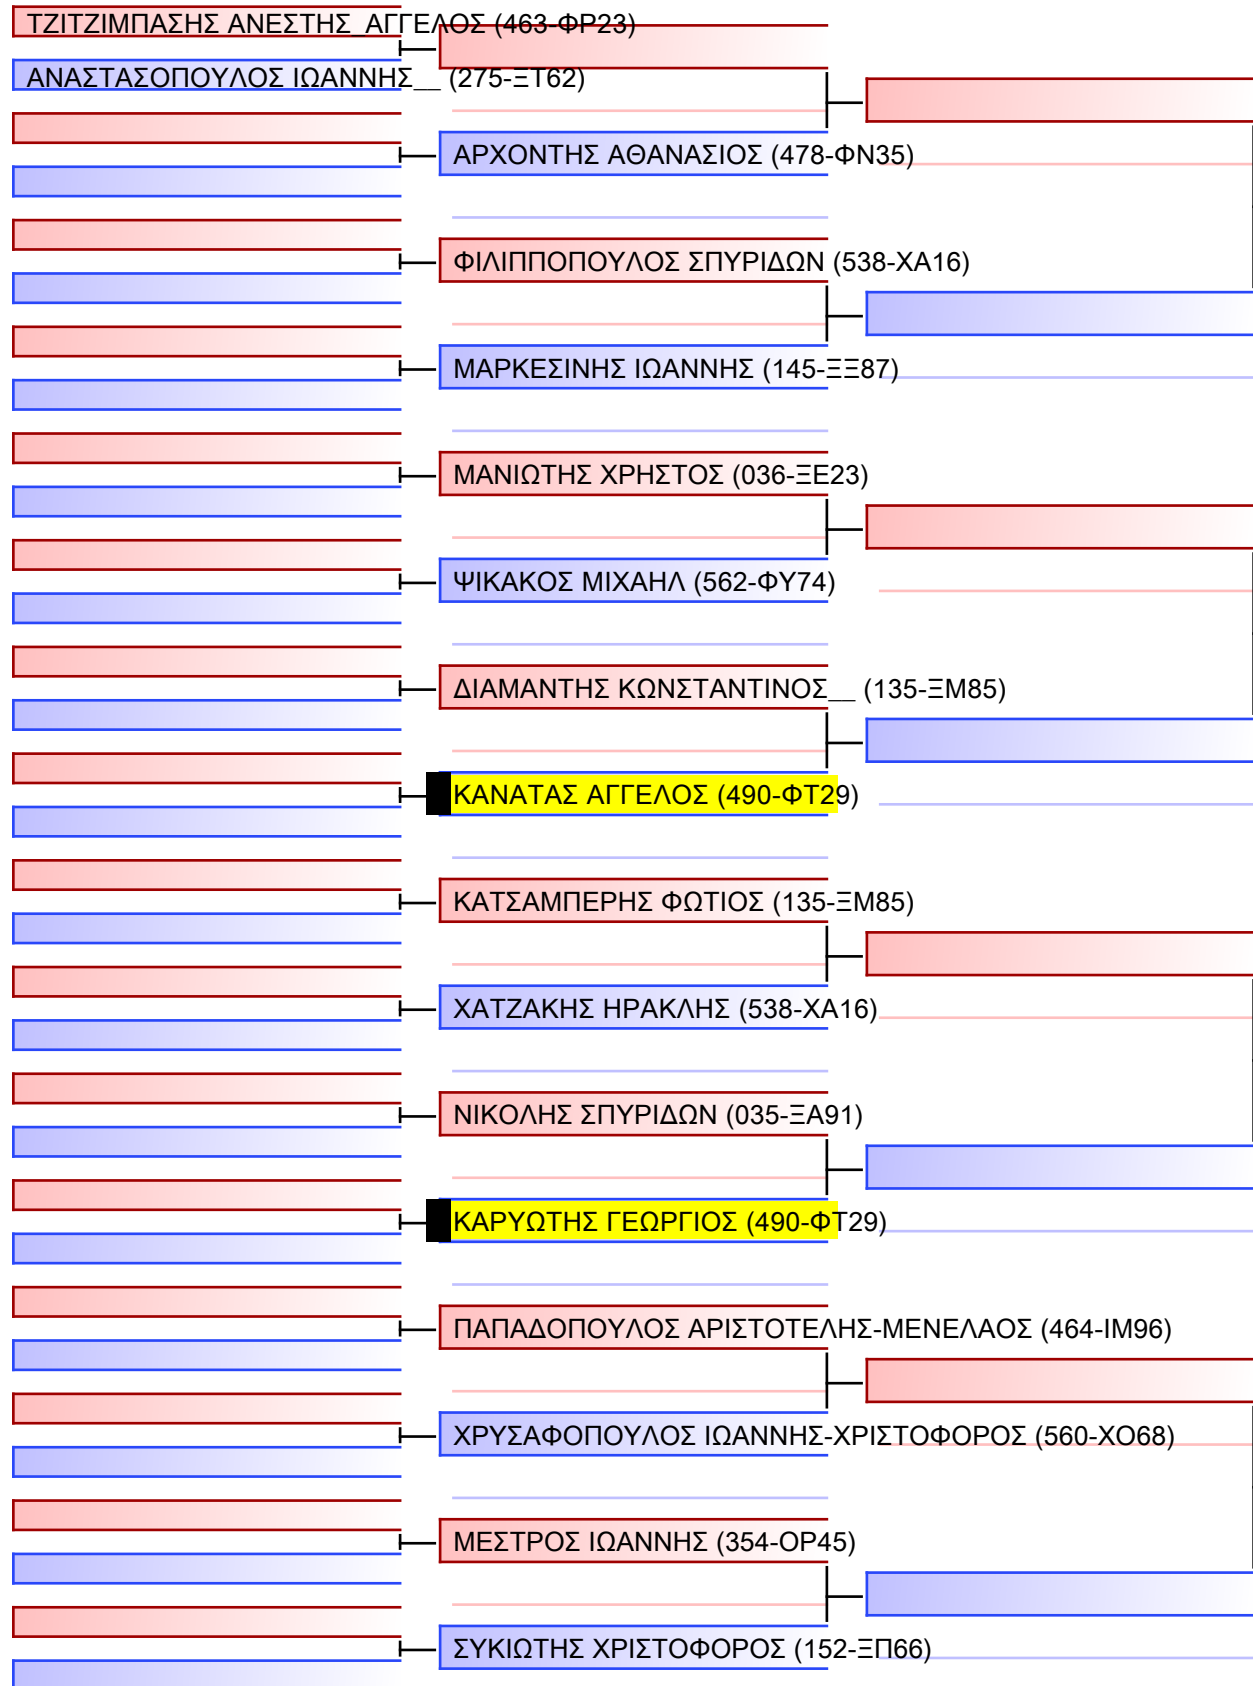 ΤΖΙΤΖΙΜΠΑΣΗΣ ΑΝΕΣΤΗΣ_ΑΓΓΕΛΟΣ (463-ΦΡ23)
ΑΝΑΣΤΑΣΟΠΟΥΛΟΣ ΙΩΑΝΝΗΣ__ (275-ΞΤ62)
ΑΡΧΟΝΤΗΣ ΑΘΑΝΑΣΙΟΣ (478-ΦΝ35)
ΦΙΛΙΠΠΟΠΟΥΛΟΣ ΣΠΥΡΙΔΩΝ (538-ΧΑ16)
ΜΑΡΚΕΣΙΝΗΣ ΙΩΑΝΝΗΣ (145-ΞΞ87)
ΜΑΝΙΩΤΗΣ ΧΡΗΣΤΟΣ (036-ΞΕ23)
ΨΙΚΑΚΟΣ ΜΙΧΑΗΛ (562-ΦΥ74)
ΔΙΑΜΑΝΤΗΣ ΚΩΝΣΤΑΝΤΙΝΟΣ__ (135-ΞΜ85)
ΚΑΝΑΤΑΣ ΑΓΓΕΛΟΣ (490-ΦΤ29)
ΚΑΤΣΑΜΠΕΡΗΣ ΦΩΤΙΟΣ (135-ΞΜ85)
ΧΑΤΖΑΚΗΣ ΗΡΑΚΛΗΣ (538-ΧΑ16)
ΝΙΚΟΛΗΣ ΣΠΥΡΙΔΩΝ (035-ΞΑ91)
ΚΑΡΥΩΤΗΣ ΓΕΩΡΓΙΟΣ (490-ΦΤ29)
ΠΑΠΑΔΟΠΟΥΛΟΣ ΑΡΙΣΤΟΤΕΛΗΣ-ΜΕΝΕΛΑΟΣ (464-ΙΜ96)
ΧΡΥΣΑΦΟΠΟΥΛΟΣ ΙΩΑΝΝΗΣ-ΧΡΙΣΤΟΦΟΡΟΣ (560-ΧΟ68)
ΜΕΣΤΡΟΣ ΙΩΑΝΝΗΣ (354-ΟΡ45)
ΣΥΚΙΩΤΗΣ ΧΡΙΣΤΟΦΟΡΟΣ (152-ΞΠ66)